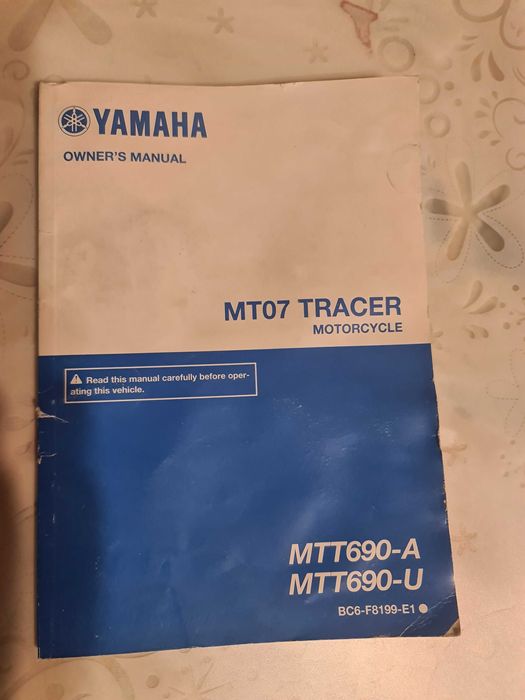 YAMAHA
OWNER'S MANUAL
MT07 TRACER
MOTORCYCLE
Read this manual carefully before oper-
ating this vehicle.
MTT690-A
MTT690-U
BC6-F8199-E1